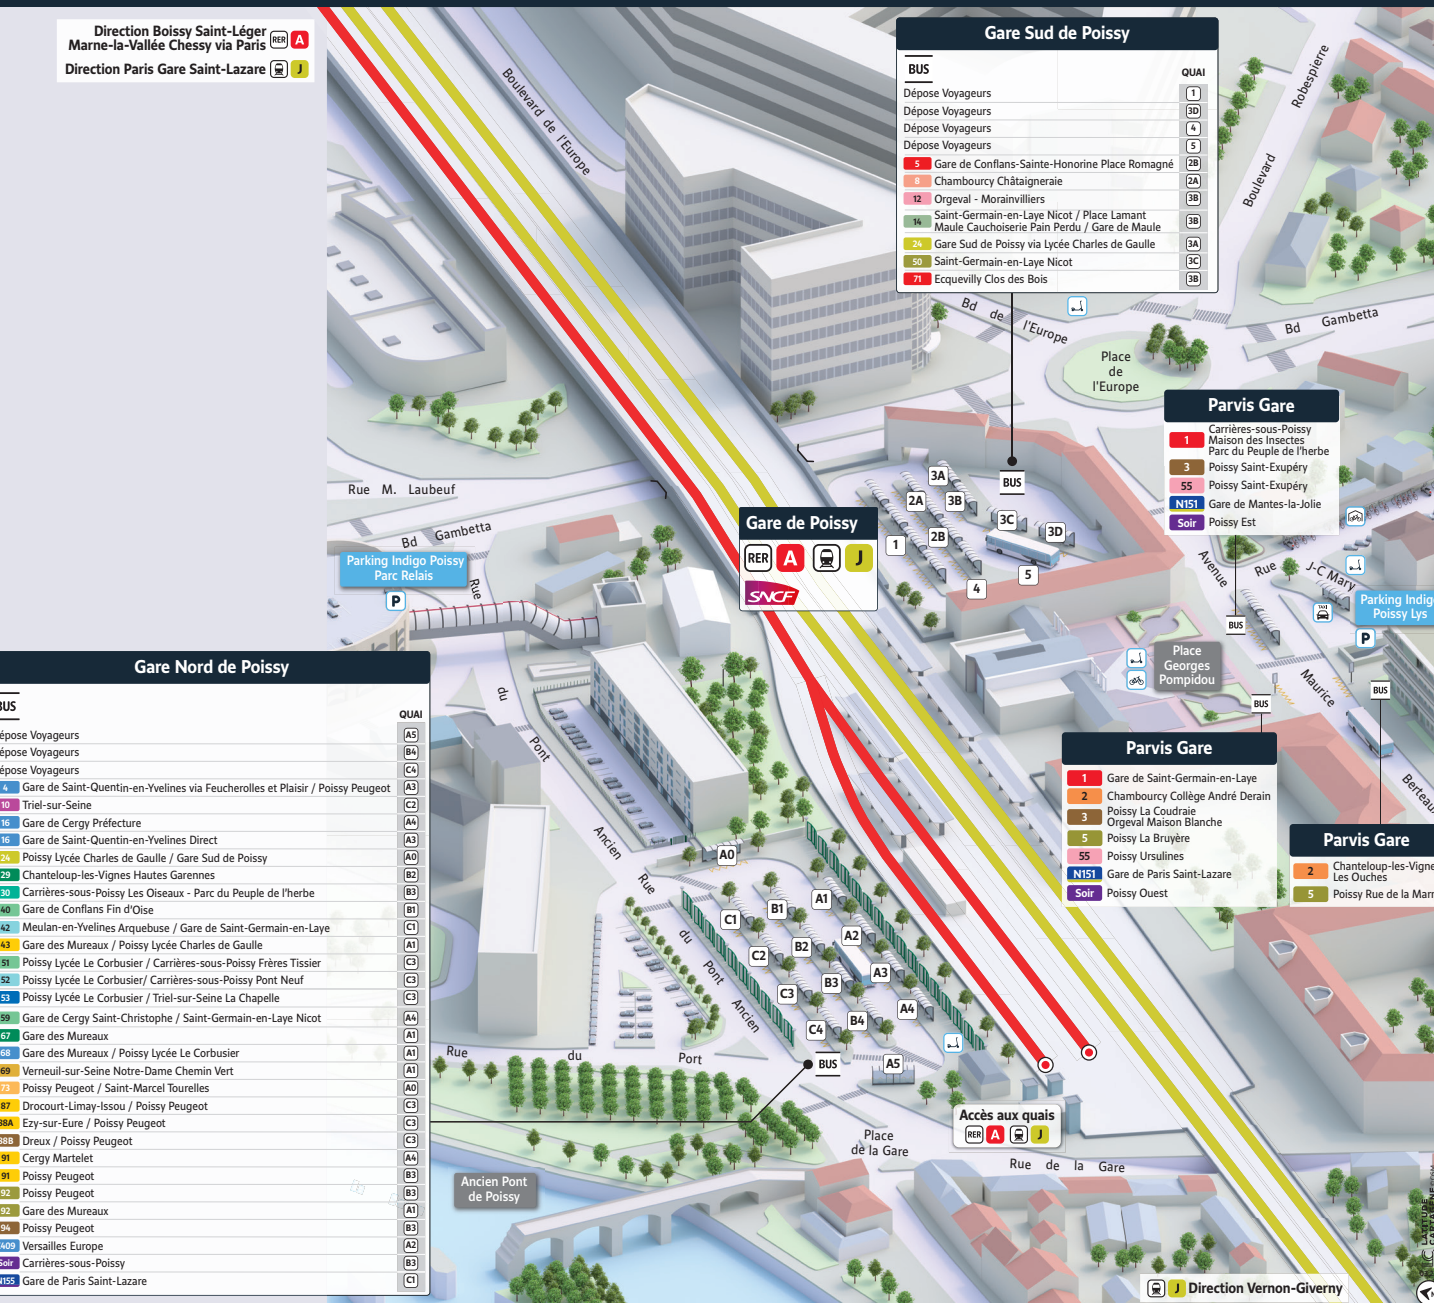 Direction Boissy Saint-Léger
Marne-la-Vallée Chessy via Paris RER A
Direction Paris Gare Saint-Lazare J
Boulevard de l'Europe
Gare Sud de Poissy
BUS
QUAI
Dépose Voyageurs 1
Dépose Voyageurs 3D
Dépose Voyageurs 4
Dépose Voyageurs 5
5 Gare de Conflans-Sainte-Honorine Place Romagné 2B
8 Chambourcy Châtaigneraie 2A
12 Orgeval - Morainvilliers 3B
14 Saint-Germain-en-Laye Nicot / Place Lamant
Maule Cauchoiserie Pain Perdu / Gare de Maule 3B
24 Gare Sud de Poissy via Lycée Charles de Gaulle 3A
50 Saint-Germain-en-Laye Nicot 3C
71 Ecquevilly Clos des Bois 3B
Boulevard Robespierre
Bd de l'Europe
Bd Gambetta
Place
de
l'Europe
Parvis Gare
1 Carrières-sous-Poissy
Maison des Insectes
Parc du Peuple de l'herbe
3 Poissy Saint-Exupéry
55 Poissy Saint-Exupéry
N151 Gare de Mantes-la-Jolie
Soir Poissy Est
Rue M. Laubeuf
Bd Gambetta
Parking Indigo Poissy
Parc Relais
P
Rue du Pont Ancien
Gare de Poissy
RER A J
SNCF
3A
2A
3B
BUS
3C
3D
2B
1
5
4
Avenue Maurice Berteaux
Rue J-C Mary
TAXI
Parking Indigo
Poissy Lys
P
BUS
BUS
BUS
Place
Georges
Pompidou
Parvis Gare
1 Gare de Saint-Germain-en-Laye
2 Chambourcy Collège André Derain
3 Poissy La Coudraie
Orgeval Maison Blanche
5 Poissy La Bruyère
55 Poissy Ursulines
N151 Gare de Paris Saint-Lazare
Soir Poissy Ouest
Parvis Gare
2 Chanteloup-les-Vigne
Les Ouches
5 Poissy Rue de la Marn
Gare Nord de Poissy
BUS
QUAI
épose Voyageurs A5
épose Voyageurs B4
épose Voyageurs C4
4 Gare de Saint-Quentin-en-Yvelines via Feucherolles et Plaisir / Poissy Peugeot A3
10 Triel-sur-Seine C2
16 Gare de Cergy Préfecture A4
16 Gare de Saint-Quentin-en-Yvelines Direct A3
24 Poissy Lycée Charles de Gaulle / Gare Sud de Poissy A0
29 Chanteloup-les-Vignes Hautes Garennes B2
30 Carrières-sous-Poissy Les Oiseaux - Parc du Peuple de l'herbe B3
40 Gare de Conflans Fin d'Oise B1
42 Meulan-en-Yvelines Arquebuse / Gare de Saint-Germain-en-Laye C1
43 Gare des Mureaux / Poissy Lycée Charles de Gaulle A1
51 Poissy Lycée Le Corbusier / Carrières-sous-Poissy Frères Tissier C3
52 Poissy Lycée Le Corbusier/ Carrières-sous-Poissy Pont Neuf C3
53 Poissy Lycée Le Corbusier / Triel-sur-Seine La Chapelle C3
59 Gare de Cergy Saint-Christophe / Saint-Germain-en-Laye Nicot A4
67 Gare des Mureaux A1
68 Gare des Mureaux / Poissy Lycée Le Corbusier A1
69 Verneuil-sur-Seine Notre-Dame Chemin Vert A1
73 Poissy Peugeot / Saint-Marcel Tourelles A0
87 Drocourt-Limay-Issou / Poissy Peugeot C3
88A Ezy-sur-Eure / Poissy Peugeot C3
88B Dreux / Poissy Peugeot C3
91 Cergy Martelet A4
91 Poissy Peugeot B3
92 Poissy Peugeot B3
92 Gare des Mureaux A1
94 Poissy Peugeot B3
409 Versailles Europe A2
Soir Carrières-sous-Poissy B3
N155 Gare de Paris Saint-Lazare C1
A0
A1
B1
C1
A2
B2
C2
A3
B3
C3
A4
B4
C4
BUS
A5
Rue du Pont Ancien
Rue du Port
Accès aux quais
RER A J
Place
de la Gare
Rue de la Gare
Ancien Pont
de Poissy
J Direction Vernon-Giverny
LATITUDE
CARTAGENE